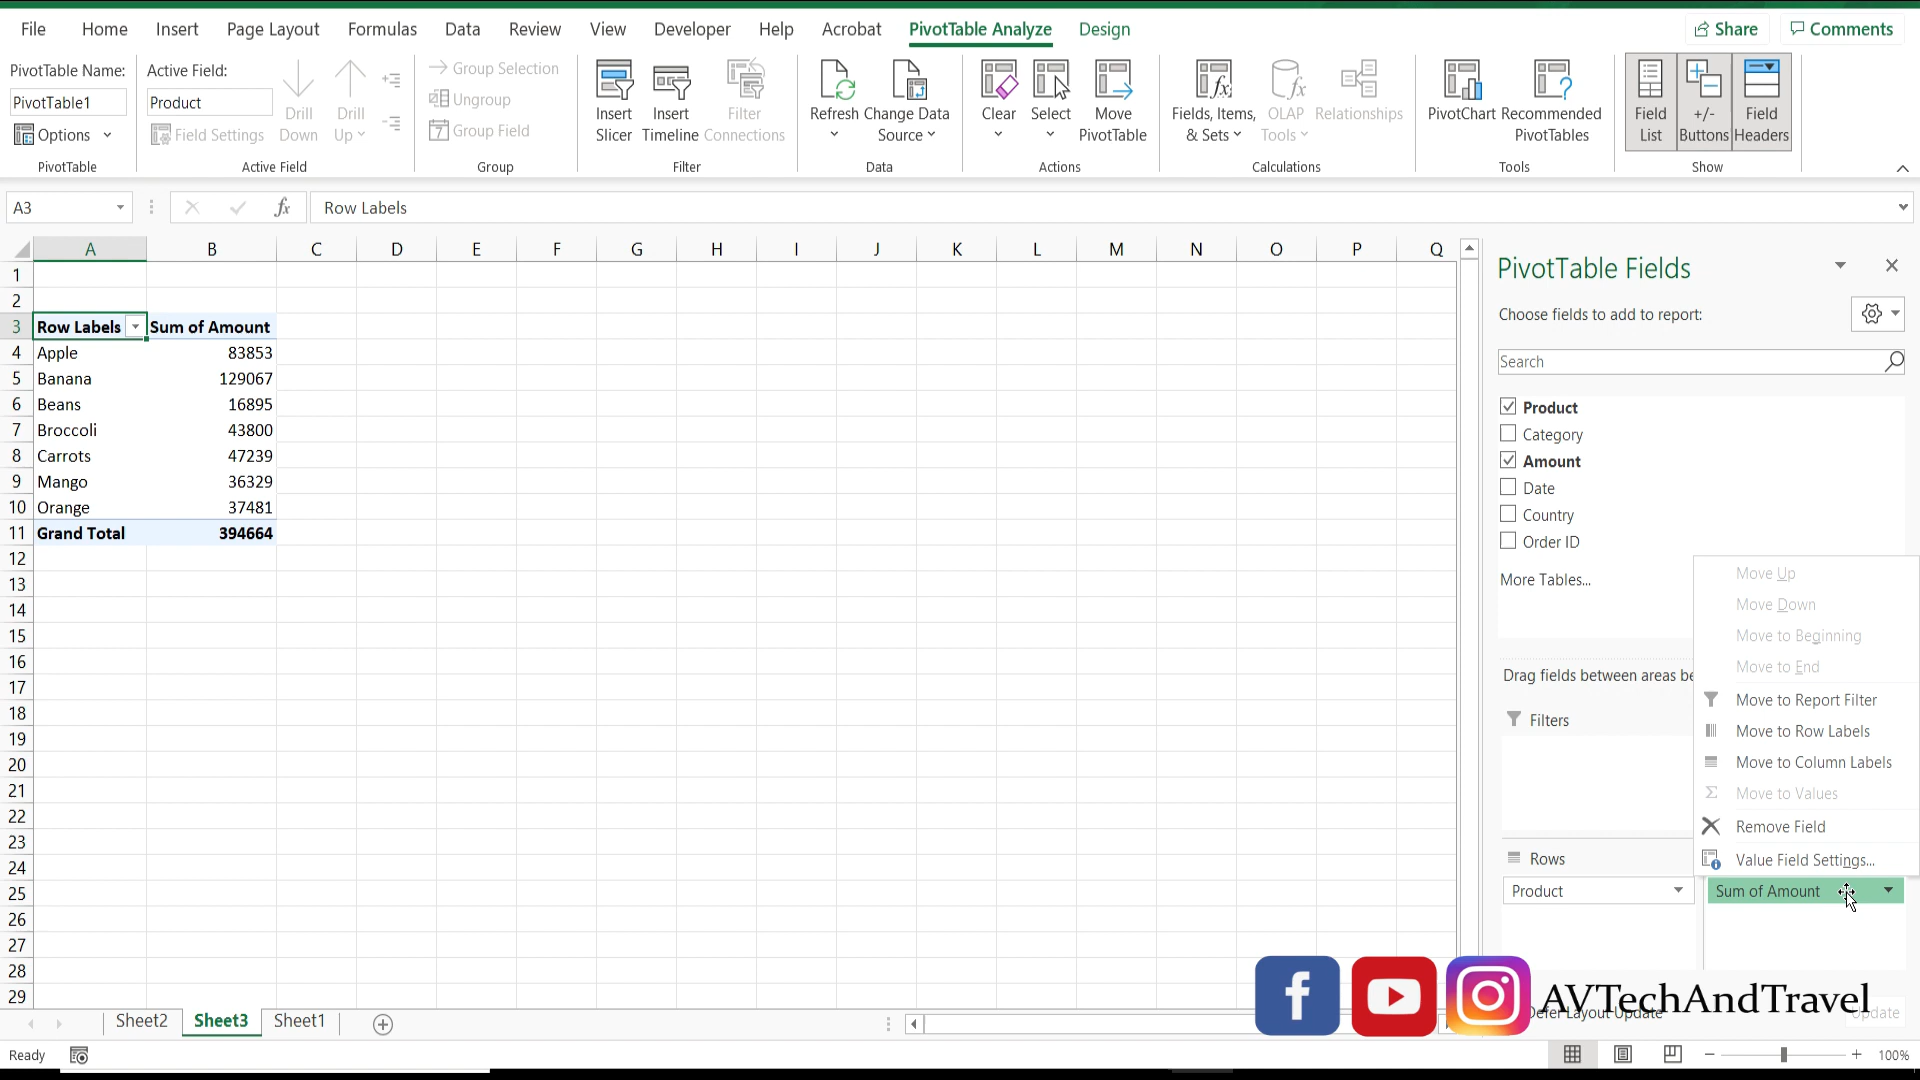 File Home Insert Page Layout Formulas Data Review View Developer Help Acrobat PivotTable Analyze Design Share Comments
PivotTable Name:
PivotTable1
Options
PivotTable
Active Field:
Product
Field Settings
Drill Down
Drill Up
Active Field
Group Selection
Ungroup
Group Field
Group
Insert Slicer
Insert Timeline
Filter Connections
Filter
Refresh
Change Data Source
Data
Clear
Select
Move PivotTable
Actions
Fields, Items, & Sets
OLAP Tools
Relationships
Calculations
PivotChart
Recommended PivotTables
Tools
Field List
+/- Buttons
Field Headers
Show
A3 fx Row Labels
A B C D E F G H I J K L M N O P Q
1
2
3 Row Labels Sum of Amount
4 Apple 83853
5 Banana 129067
6 Beans 16895
7 Broccoli 43800
8 Carrots 47239
9 Mango 36329
10 Orange 37481
11 Grand Total 394664
12
13
14
15
16
17
18
19
20
21
22
23
24
25
26
27
28
29
PivotTable Fields
Choose fields to add to report:
Search
Product
Category
Amount
Date
Country
Order ID
More Tables...
Drag fields between areas be
Filters
Rows
Product
Move Up
Move Down
Move to Beginning
Move to End
Move to Report Filter
Move to Row Labels
Move to Column Labels
Move to Values
Remove Field
Value Field Settings...
Sum of Amount
AVTechAndTravel
Defer Layout Update Update
Sheet2 Sheet3 Sheet1
Ready 100%